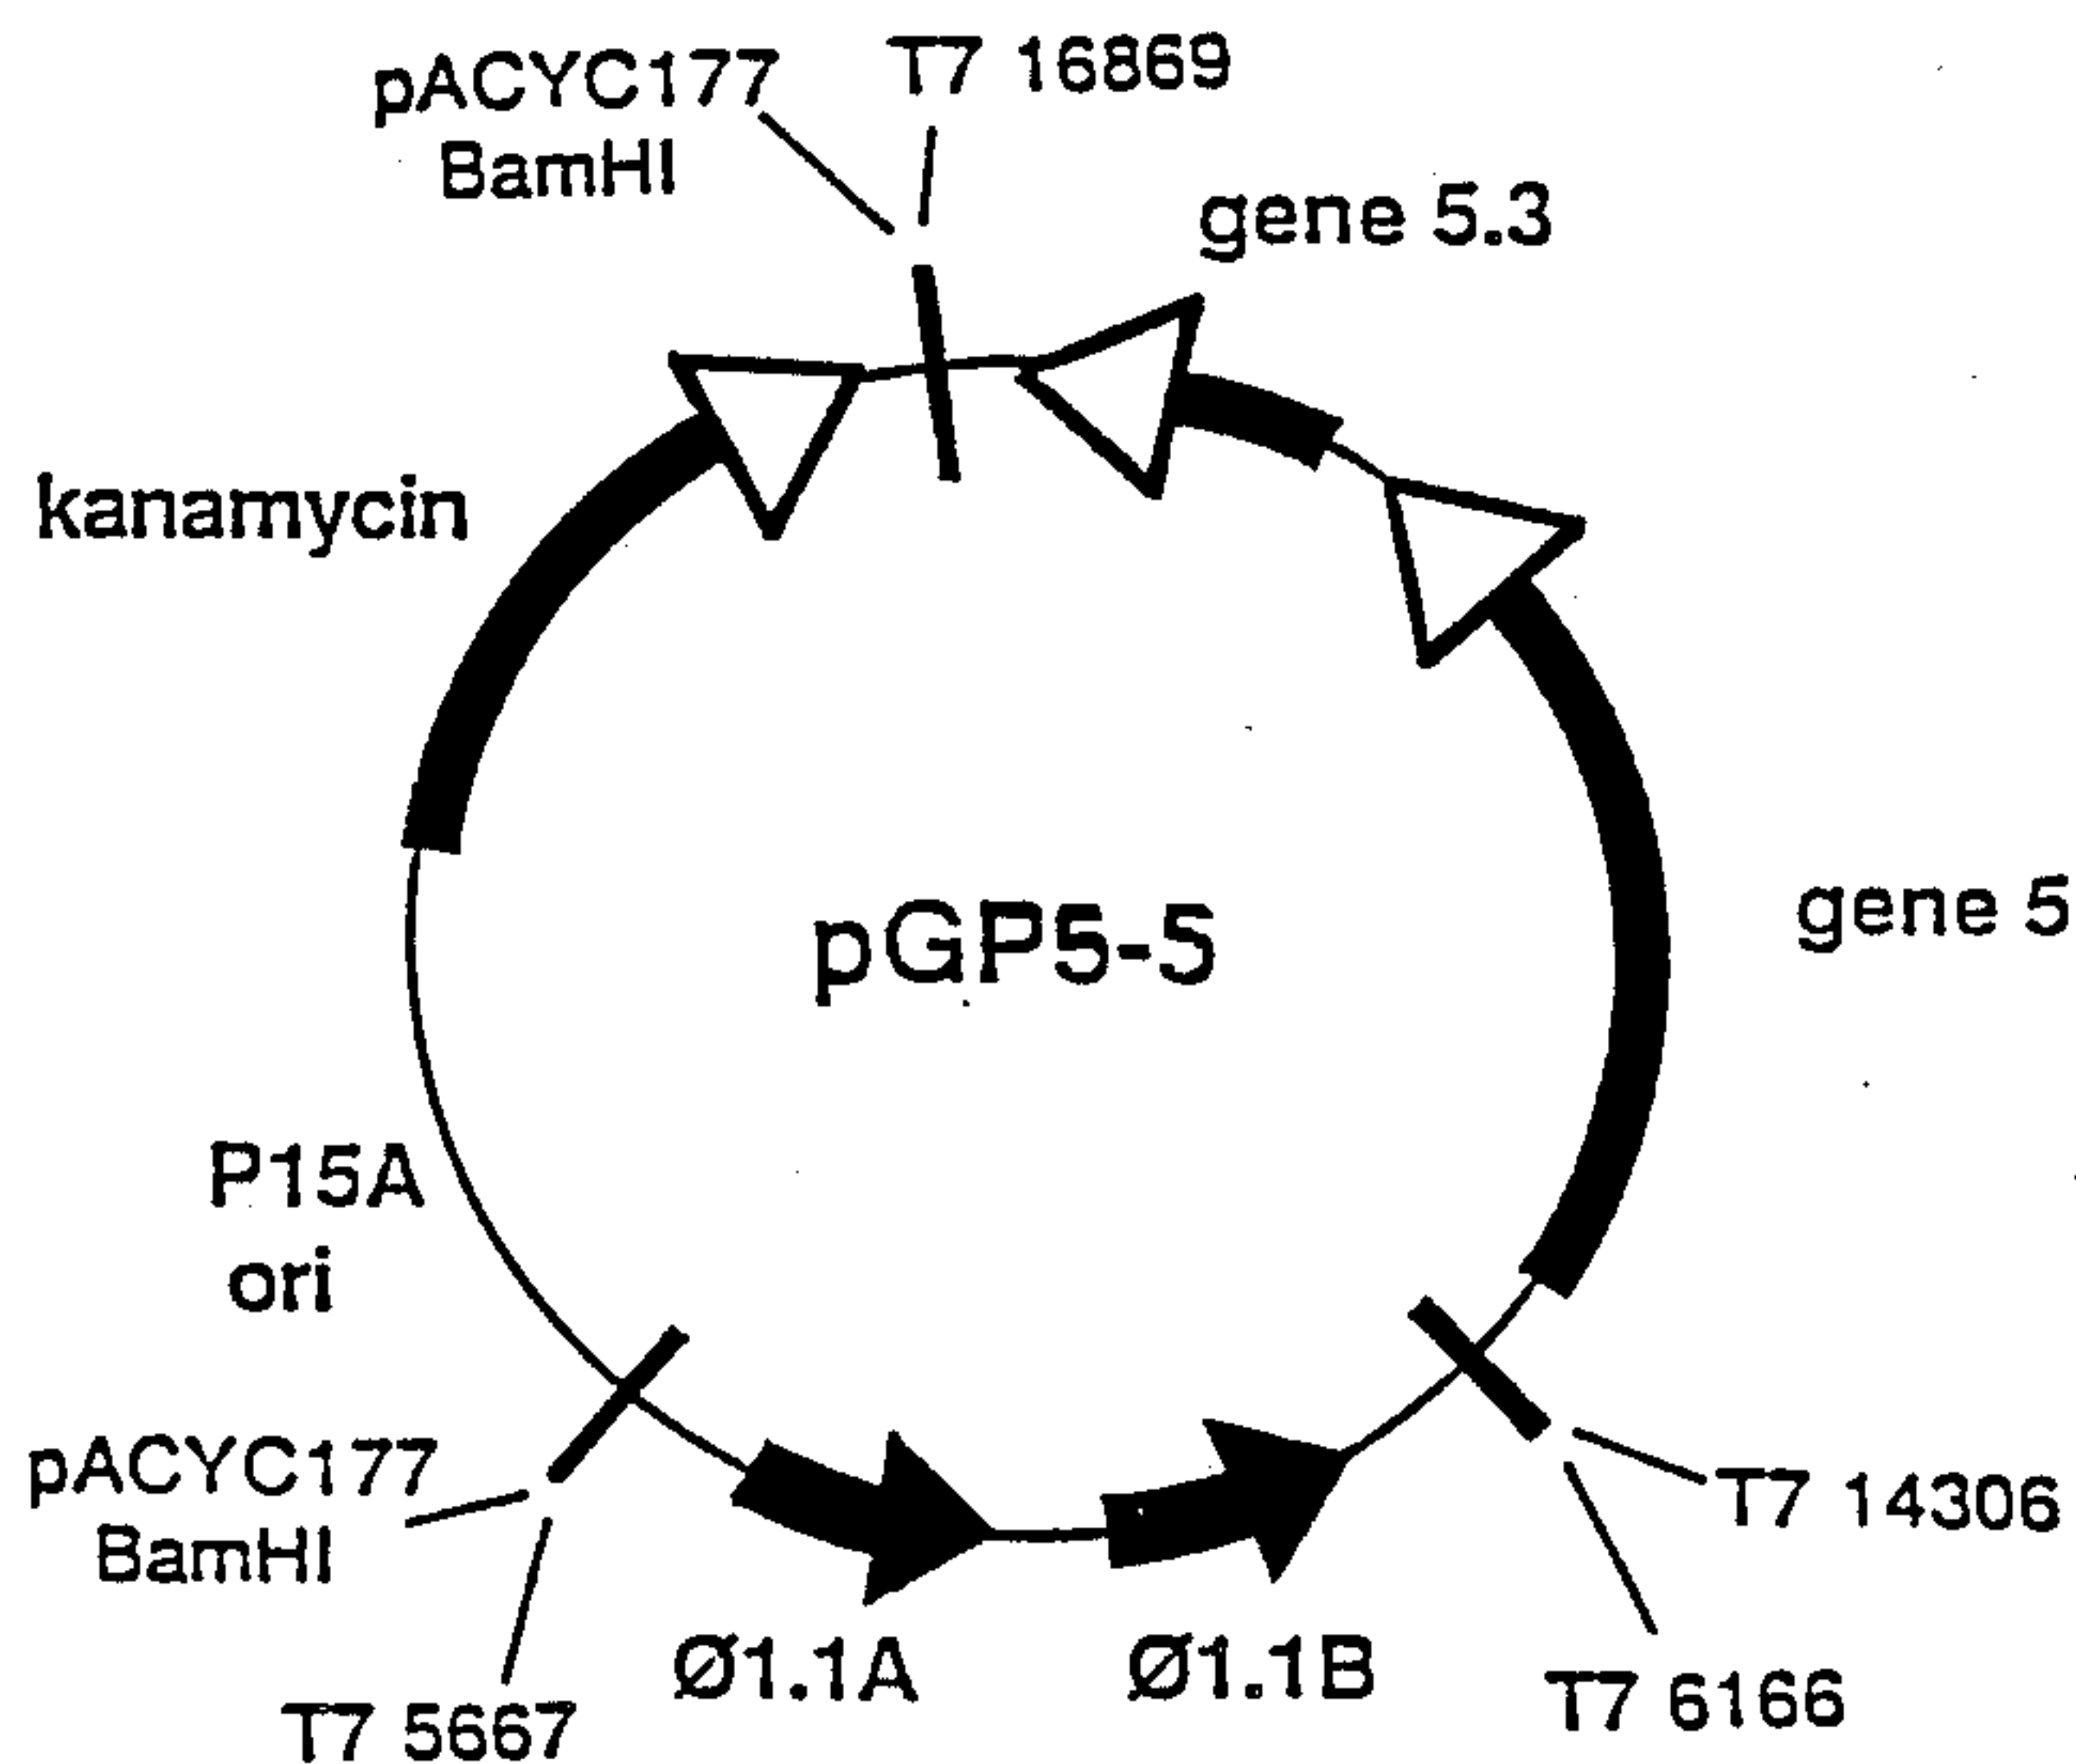 pACYC177
BamHI
T7 16869
gene 5.3
kanamycin
pGP5-5
gene 5
P15A
ori
pACYC177
BamHI
T7 14306
Ø1.1A
Ø1.1B
T7 5667
T7 6166